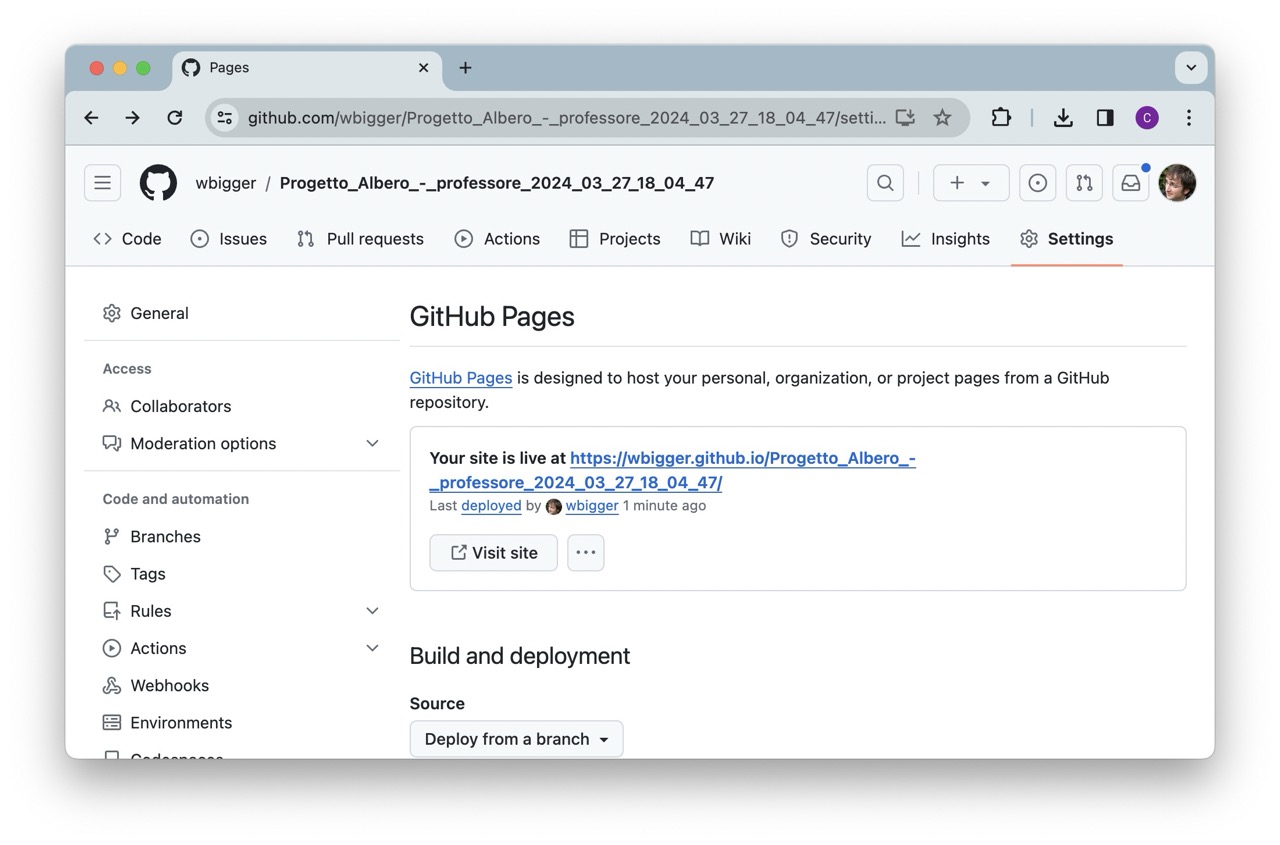 Pages
github.com/wbigger/Progetto_Albero_-_professore_2024_03_27_18_04_47/setti...
C
wbigger / Progetto_Albero_-_professore_2024_03_27_18_04_47
Code Issues Pull requests Actions Projects Wiki Security Insights Settings
General
Access
Collaborators
Moderation options
Code and automation
Branches
Tags
Rules
Actions
Webhooks
Environments
Codespaces
GitHub Pages
GitHub Pages is designed to host your personal, organization, or project pages from a GitHub
repository.
Your site is live at https://wbigger.github.io/Progetto_Albero_-
_professore_2024_03_27_18_04_47/
Last deployed by wbigger 1 minute ago
Visit site
Build and deployment
Source
Deploy from a branch